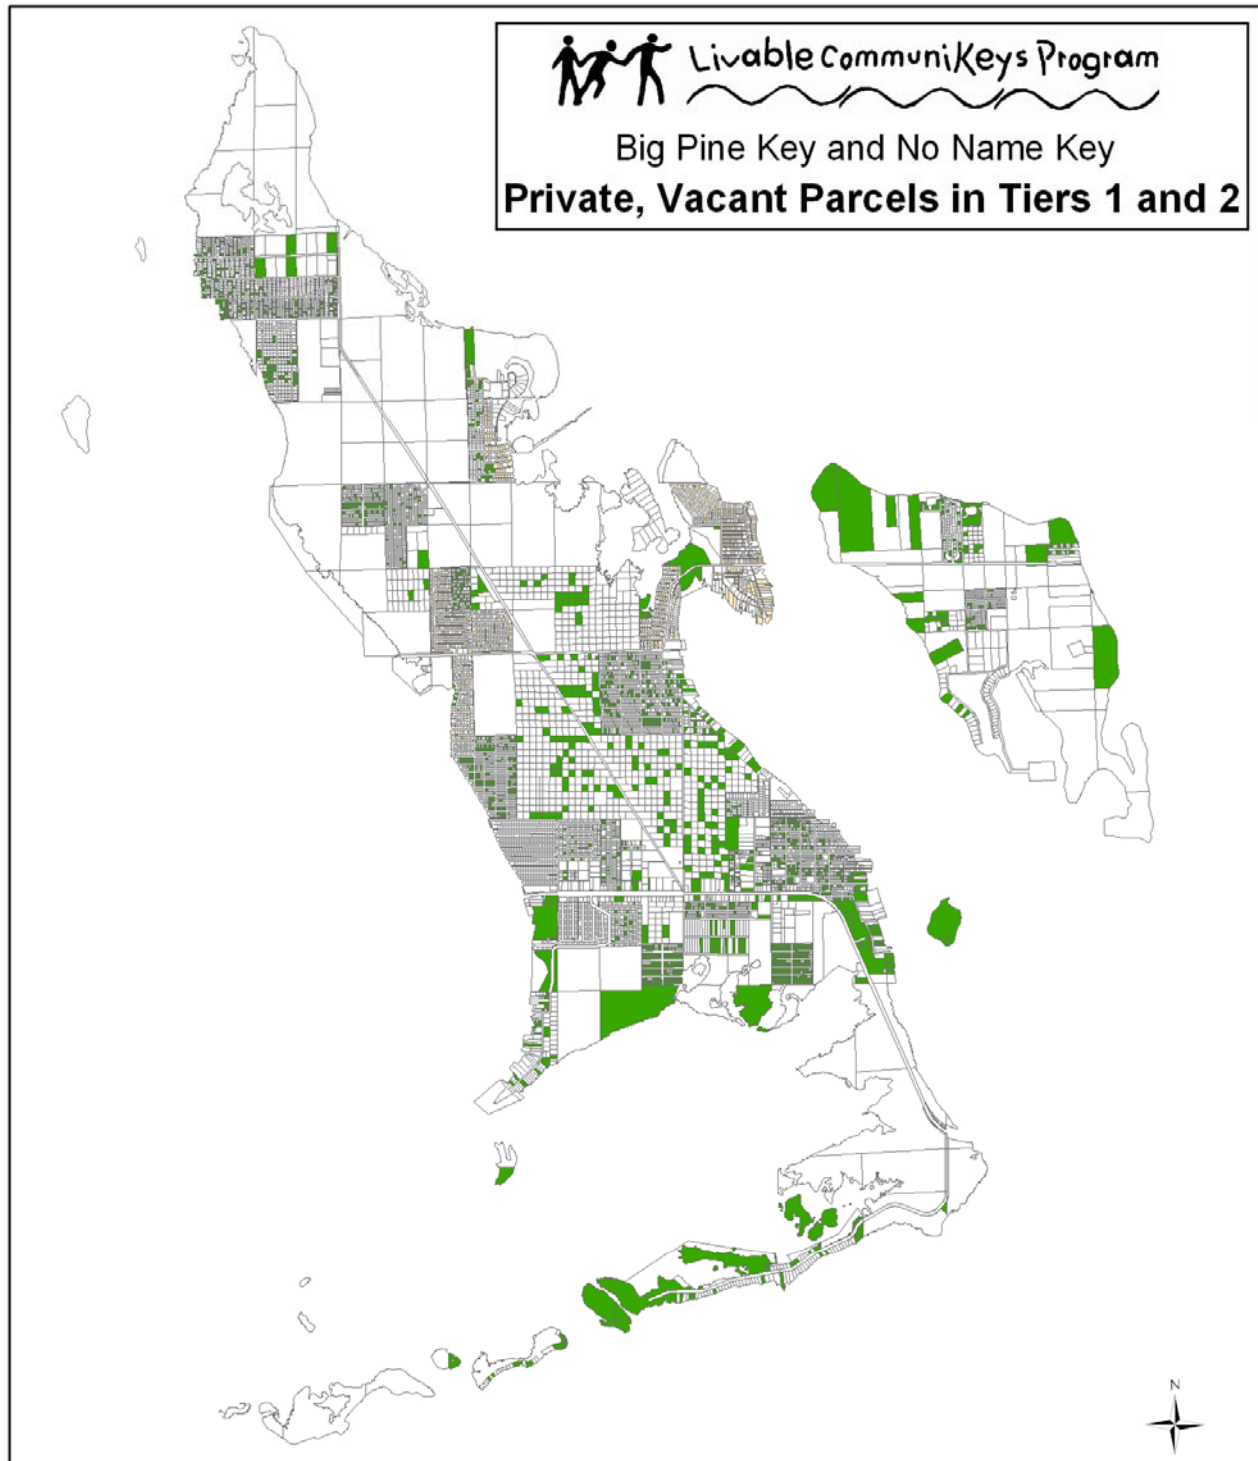 Livable CommuniKeys Program
Big Pine Key and No Name Key
Private, Vacant Parcels in Tiers 1 and 2
N